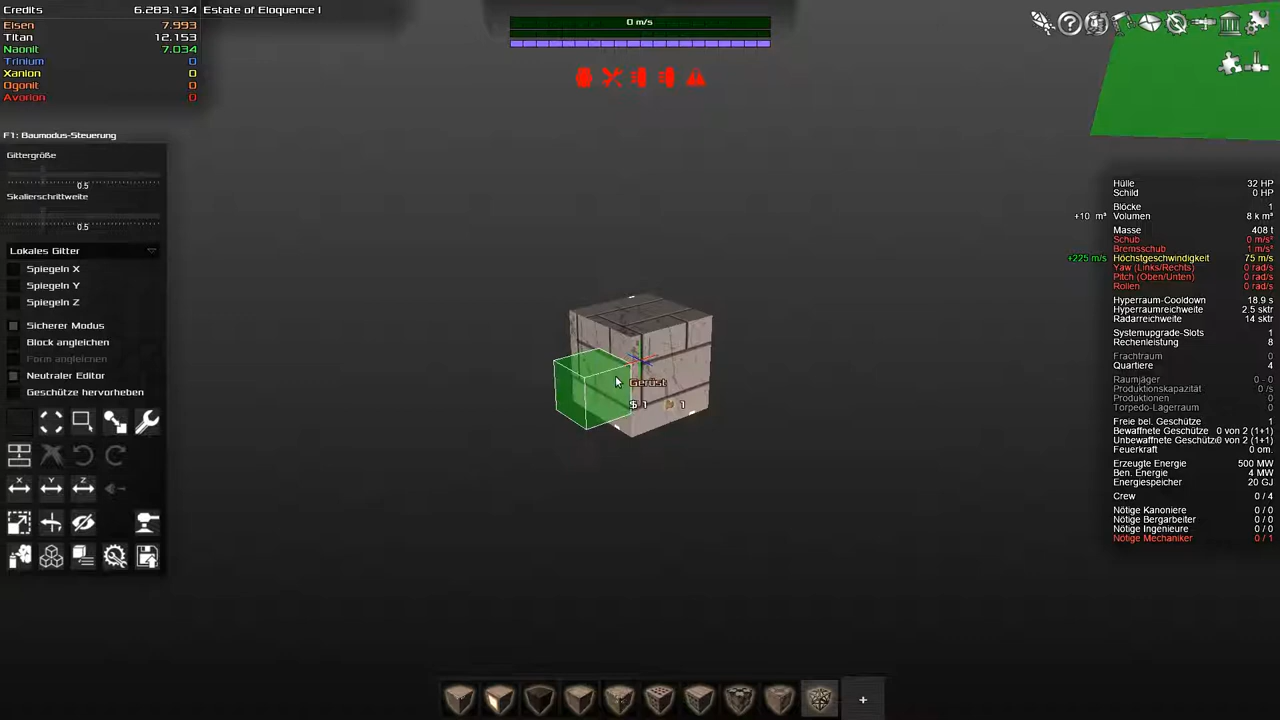 Credits 6.283.134 Estate of Eloquence I
Eisen 7.993
Titan 12.153
Naonit 7.034
Trinium 0
Xanion 0
Ogonit 0
Avorion 0
0 m/s
F1: Baumodus-Steuerung
Gittergröße
0.5
Skalierschrittweite
0.5
Lokales Gitter
Spiegeln X
Spiegeln Y
Spiegeln Z
Sicherer Modus
Block angleichen
Form angleichen
Neutraler Editor
Geschütze hervorheben
X Y Z
Gerüst
$ 1 1
Hülle 32 HP
Schild 0 HP
Blöcke 1
+10 m³ Volumen 8 k m³
Masse 408 t
Schub 0 m/s²
Bremsschub 1 m/s²
+225 m/s Höchstgeschwindigkeit 75 m/s
Yaw (Links/Rechts) 0 rad/s
Pitch (Oben/Unten) 0 rad/s
Rollen 0 rad/s
Hyperraum-Cooldown 18.9 s
Hyperraumreichweite 2.5 sktr
Radarreichweite 14 sktr
Systemupgrade-Slots 1
Rechenleistung 8
Frachtraum 0
Quartiere 4
Raumjäger 0 - 0
Produktionskapazität 0 /s
Produktionen 0
Torpedo-Lagerraum 0
Freie bel. Geschütze 1
Bewaffnete Geschütz 0 von 2 (1+1)
Unbewaffnete Geschütz 0 von 2 (1+1)
Feuerkraft 0 om.
Erzeugte Energie 500 MW
Ben. Energie 4 MW
Energiespeicher 20 GJ
Crew 0 / 4
Nötige Kanoniere 0 / 0
Nötige Bergarbeiter 0 / 0
Nötige Ingenieure 0 / 0
Nötige Mechaniker 0 / 1
+